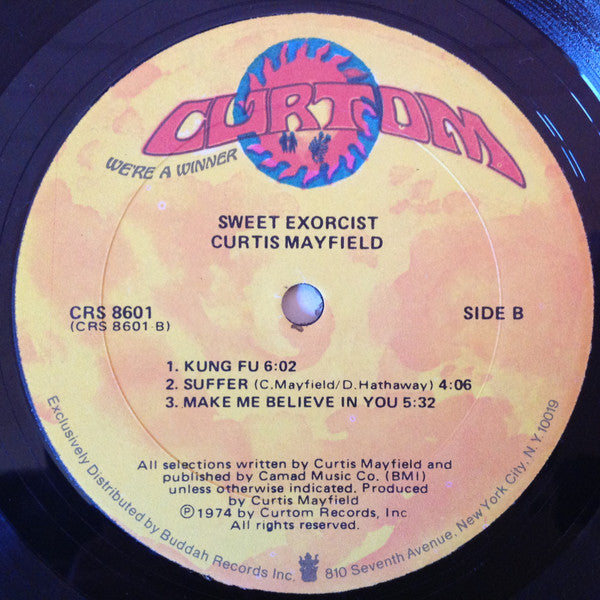 CURTOM
WE'RE A WINNER
SWEET EXORCIST
CURTIS MAYFIELD
CRS 8601
(CRS 8601-B)
SIDE B
1. KUNG FU 6:02
2. SUFFER (C.Mayfield/D.Hathaway) 4:06
3. MAKE ME BELIEVE IN YOU 5:32
All selections written by Curtis Mayfield and
published by Camad Music Co. (BMI)
unless otherwise indicated. Produced
by Curtis Mayfield
Ⓟ 1974 by Curtom Records, Inc.
All rights reserved.
Exclusively Distributed by Buddah Records Inc. 810 Seventh Avenue, New York City, N.Y. 10019